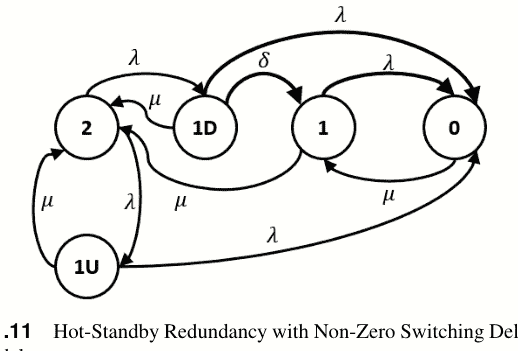 λ
λ δ λ
μ
2 1D 1 0
μ λ μ μ
λ
1U
.11 Hot-Standby Redundancy with Non-Zero Switching Del